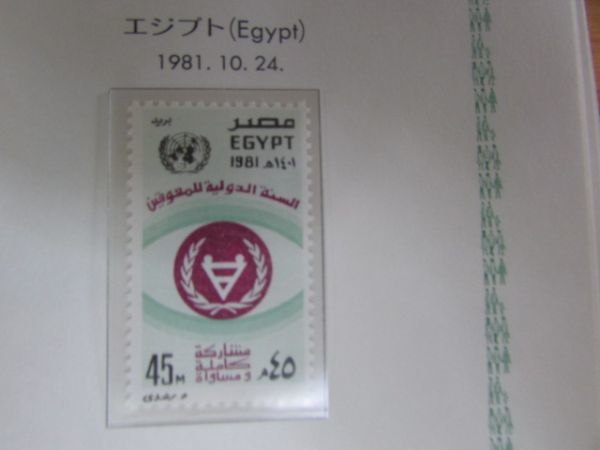 エジプト(Egypt)
1981. 10. 24.
بريد
مصر
EGYPT
1981 ١٤٠١هـ
السنة الدولية للمعوقين
45M
مشاركة
كاملة
و مساواة
٤٥م